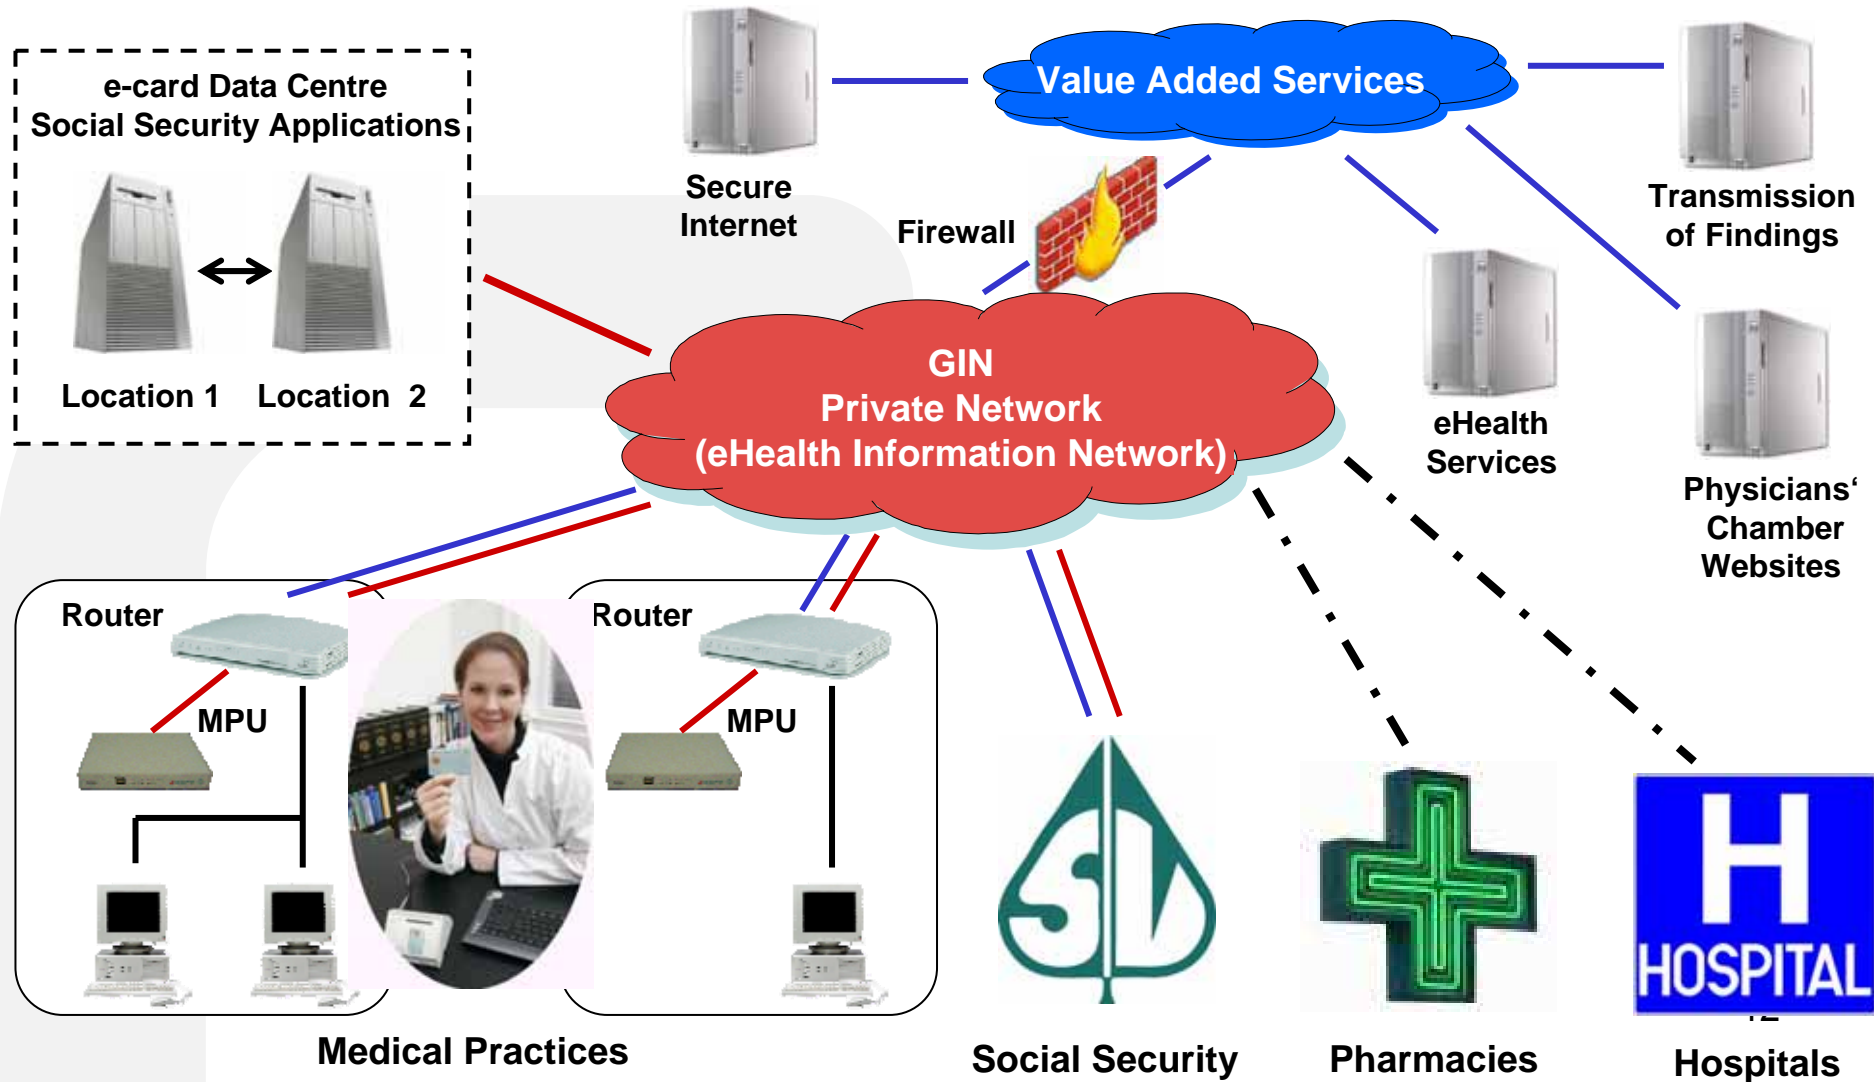 e-card Data Centre
Social Security Applications
Location 1
Location 2
Secure
Internet
Value Added Services
Firewall
Transmission
of Findings
eHealth
Services
Physicians‘
Chamber
Websites
GIN
Private Network
(eHealth Information Network)
Router
MPU
Router
MPU
SV
H
HOSPITAL
Medical Practices
Social Security
Pharmacies
Hospitals